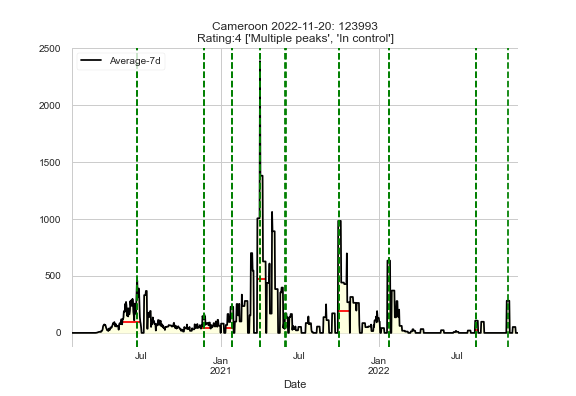 Cameroon 2022-11-20: 123993
Rating:4 ['Multiple peaks', 'In control']
Average-7d
2500
2000
1500
1000
500
0
Jul
Jan
2021
Jul
Jan
2022
Jul
Date